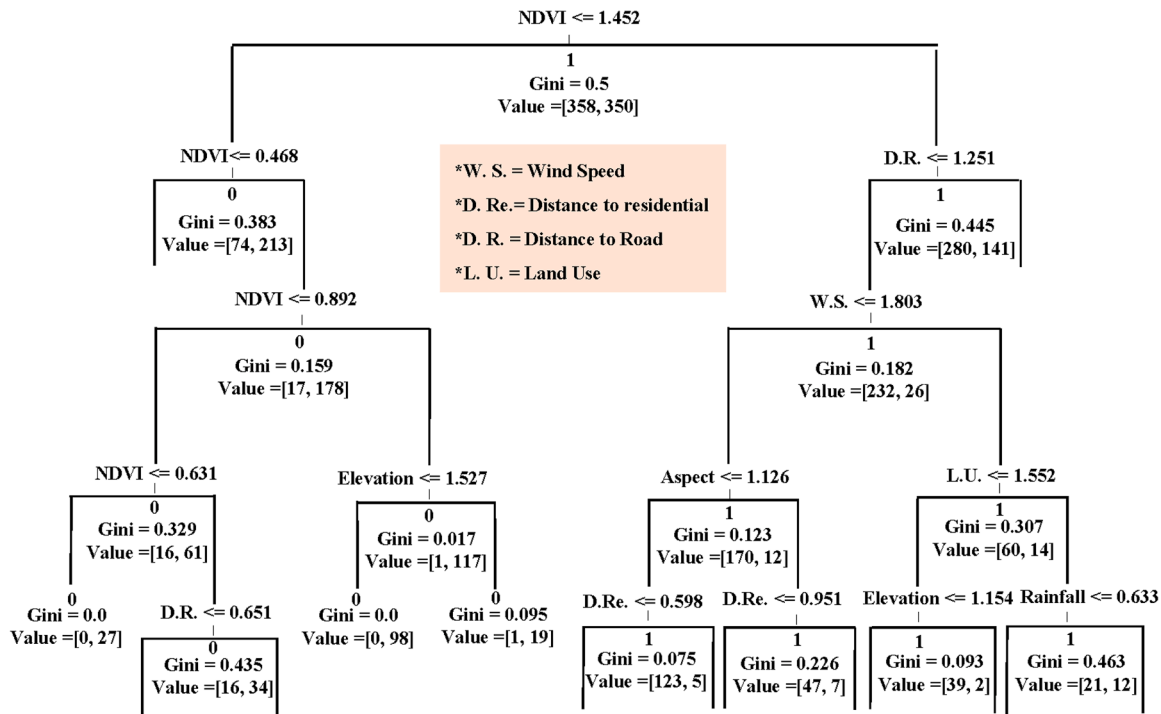 NDVI <= 1.452
1
Gini = 0.5
Value =[358, 350]
NDVI<= 0.468
0
Gini = 0.383
Value =[74, 213]
*W. S. = Wind Speed
*D. Re.= Distance to residential
*D. R. = Distance to Road
*L. U. = Land Use
D.R. <= 1.251
1
Gini = 0.445
Value =[280, 141]
NDVI <= 0.892
0
Gini = 0.159
Value =[17, 178]
W.S. <= 1.803
1
Gini = 0.182
Value =[232, 26]
NDVI <= 0.631
0
Gini = 0.329
Value =[16, 61]
Elevation <= 1.527
0
Gini = 0.017
Value =[1, 117]
Aspect <= 1.126
1
Gini = 0.123
Value =[170, 12]
L.U. <= 1.552
1
Gini = 0.307
Value =[60, 14]
0
Gini = 0.0
Value =[0, 27]
D.R. <= 0.651
0
Gini = 0.435
Value =[16, 34]
0
Gini = 0.0
Value =[0, 98]
0
Gini = 0.095
Value =[1, 19]
D.Re. <= 0.598
1
Gini = 0.075
Value =[123, 5]
D.Re. <= 0.951
1
Gini = 0.226
Value =[47, 7]
Elevation <= 1.154
1
Gini = 0.093
Value =[39, 2]
Rainfall <= 0.633
1
Gini = 0.463
Value =[21, 12]